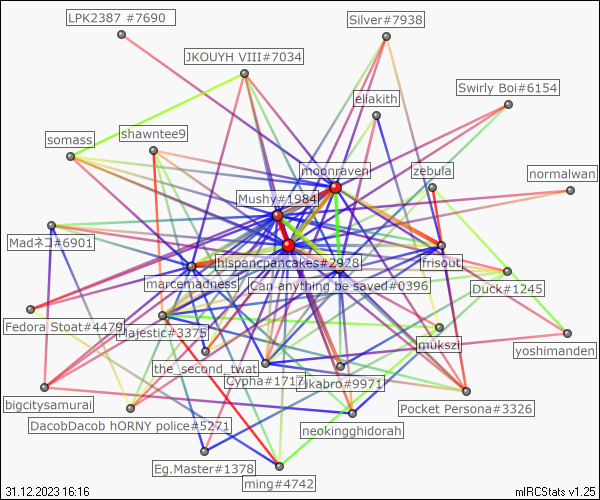 LPK2387 #7690
Silver#7938
JKOUYH VIII#7034
Swirly Boi#6154
eliakith
shawntee9
somass
moonraven
zebula
normalwan
Mushy#1984
Madネコ#6901
hispancpancakes#2928
frisout
marcemadness
Can anything be saved#0396
Duck#1245
Fedora Stoat#4479
Majestic#3375
mukszi
yoshimanden
the_second_twat
Cypha#1717
jikabro#9971
bigcitysamurai
Pocket Persona#3326
DacobDacob hORNY police#5271
neokingghidorah
Eg.Master#1378
ming#4742
31.12.2023 16:16
mIRCStats v1.25